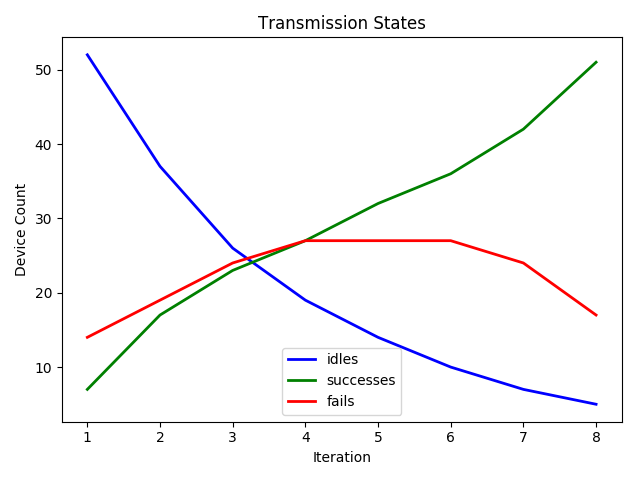 Transmission States
Device Count
50
40
30
20
10
idles
successes
fails
1 2 3 4 5 6 7 8
Iteration